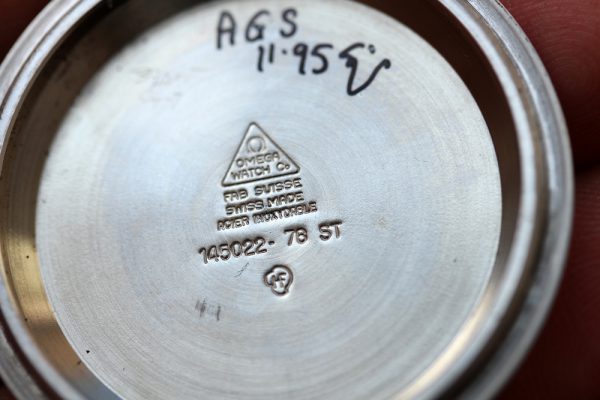 AGS
11.95
Ω
OMEGA
WATCH Co
FAB SUISSE
SWISS MADE
ACIER INOXYDABLE
145022-78 ST